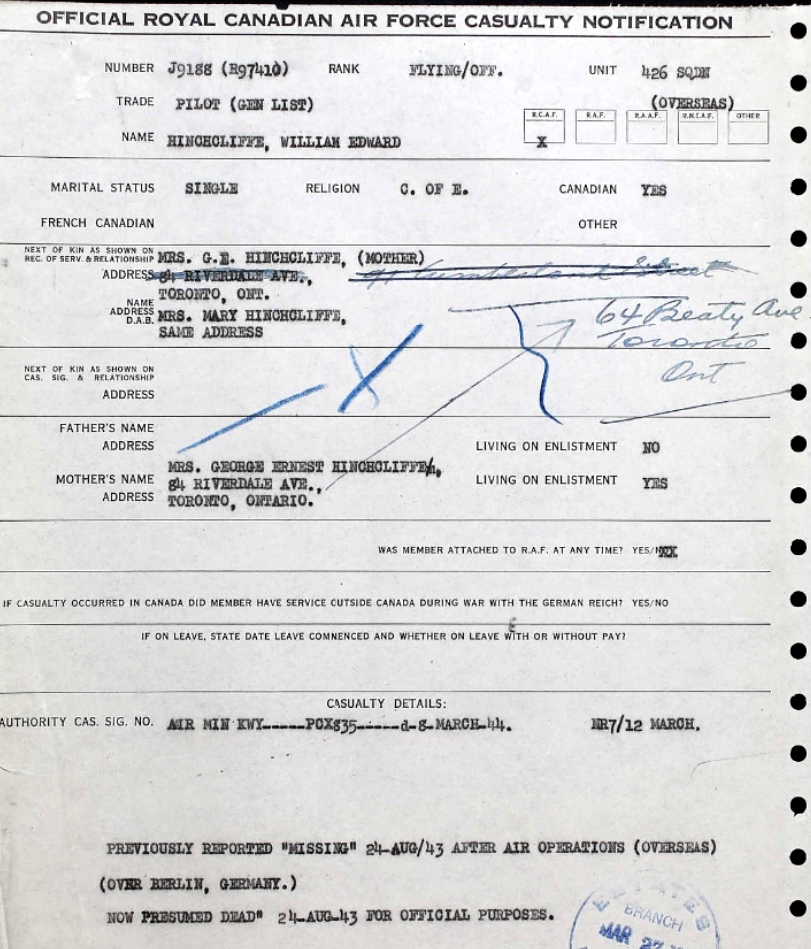 OFFICIAL ROYAL CANADIAN AIR FORCE CASUALTY NOTIFICATION
NUMBER J9188 (R97410) RANK FLYING/OFF. UNIT 426 SQDN
TRADE PILOT (GEN LIST) (OVERSEAS)
R.C.A.F. R.A.F. R.A.A.F. R.N.Z.A.F. OTHER
NAME HINCHCLIFFE, WILLIAM EDWARD X
MARITAL STATUS SINGLE RELIGION C. OF E. CANADIAN YES
FRENCH CANADIAN OTHER
NEXT OF KIN AS SHOWN ON
REC. OF SERV. & RELATIONSHIP MRS. G.E. HINCHCLIFFE, (MOTHER)
ADDRESS 84 RIVERDALE AVE., Street
TORONTO, ONT.
NAME
ADDRESS
D.A.B. MRS. MARY HINCHCLIFFE,
SAME ADDRESS
64 Beaty Ave
Toronto
Ont
NEXT OF KIN AS SHOWN ON
CAS. SIG. & RELATIONSHIP
ADDRESS
FATHER'S NAME
ADDRESS LIVING ON ENLISTMENT NO
MRS. GEORGE ERNEST HINCHCLIFFE,
MOTHER'S NAME 84 RIVERDALE AVE., LIVING ON ENLISTMENT YES
ADDRESS TORONTO, ONTARIO.
WAS MEMBER ATTACHED TO R.A.F. AT ANY TIME? YES/NXX
IF CASUALTY OCCURRED IN CANADA DID MEMBER HAVE SERVICE OUTSIDE CANADA DURING WAR WITH THE GERMAN REICH? YES/NO
IF ON LEAVE, STATE DATE LEAVE COMNENCED AND WHETHER ON LEAVE WITH OR WITHOUT PAY?
CASUALTY DETAILS:
AUTHORITY CAS. SIG. NO. AIR MIN KWY-----PCX835-----d-8-MARCH-44. NR7/12 MARCH.
PREVIOUSLY REPORTED "MISSING" 24-AUG/43 AFTER AIR OPERATIONS (OVERSEAS)
(OVER BERLIN, GERMANY.)
NOW PRESUMED DEAD" 24-AUG-43 FOR OFFICIAL PURPOSES.
ESTATES
BRANCH
MAR 27